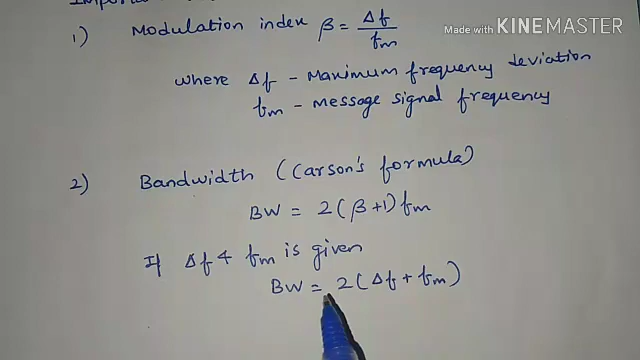 Made with KINEMASTER
1) Modulation index β = Δf / fm
where Δf - Maximum frequency deviation
fm - Message signal frequency
2) Bandwidth (Carson's formula)
BW = 2(β+1)fm
If Δf & fm is given
BW = 2(Δf + fm)